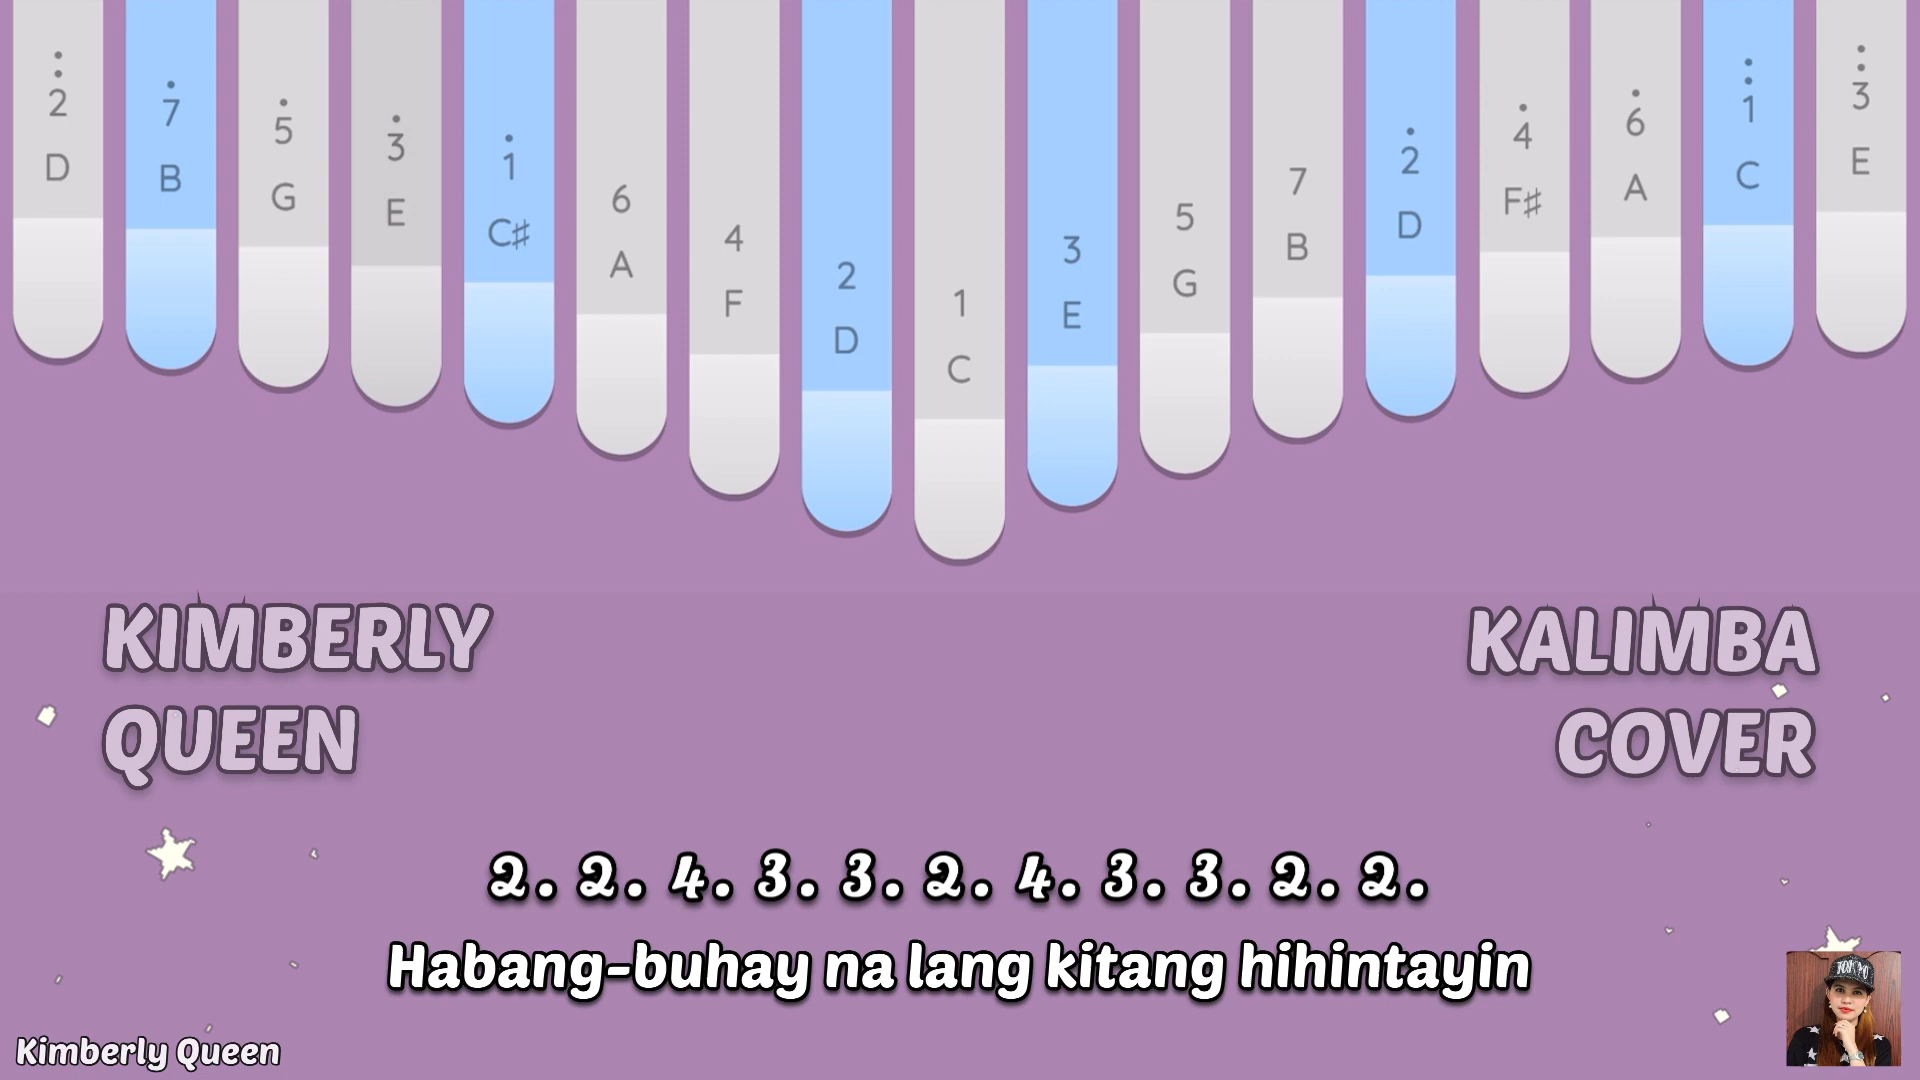 2 7 5 3 1 6 4 2 1 3 5 7 2 4 6 1 3
D B G E C♯ A F D C E G B D F♯ A C E
KIMBERLY
QUEEN
KALIMBA
COVER
2. 2. 4. 3. 3. 2. 4. 3. 3. 2. 2.
Habang-buhay na lang kitang hihintayin
Kimberly Queen
TOKYO